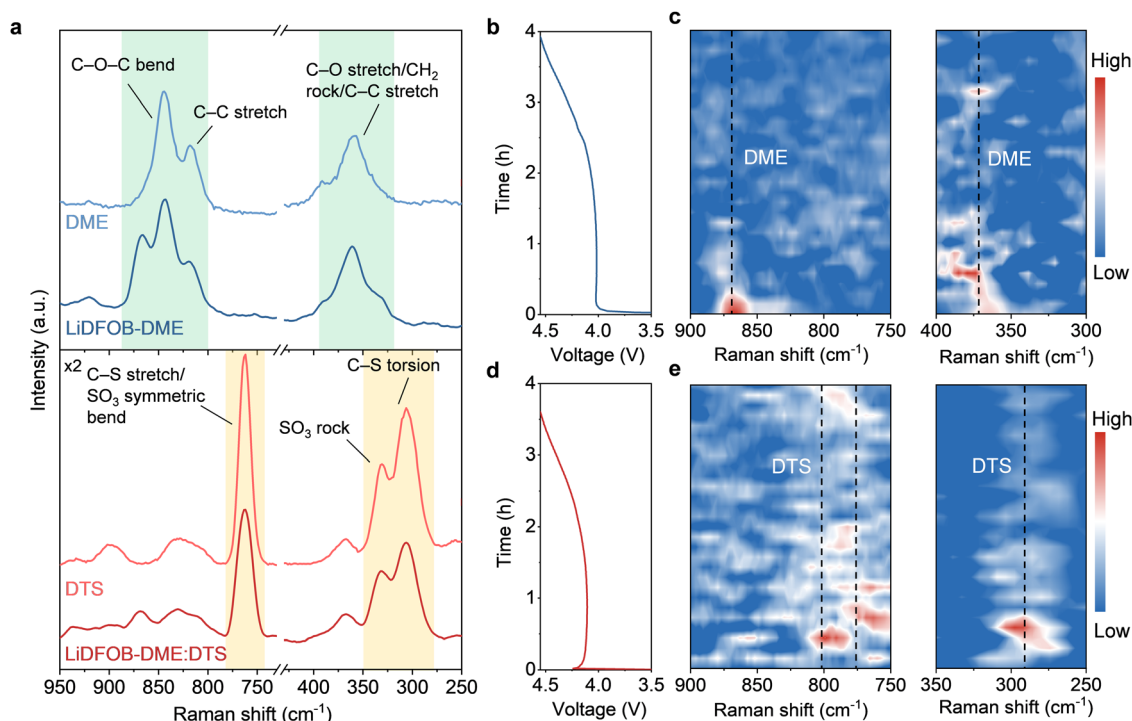 a
C–O–C bend
C–C stretch
C–O stretch/CH2
rock/C–C stretch
DME
LiDFOB-DME
x2
C–S stretch/
SO3 symmetric
bend
SO3 rock
C–S torsion
DTS
LiDFOB-DME:DTS
Intensity (a.u.)
950 850 750 400 350 300 250
Raman shift (cm-1)
b
4
3
2
1
0
Time (h)
4.5 4.0 3.5
Voltage (V)
c
DME
900 850 800 750
Raman shift (cm-1)
DME
400 350 300
Raman shift (cm-1)
High
Low
d
4
3
2
1
0
Time (h)
4.5 4.0 3.5
Voltage (V)
e
DTS
900 850 800 750
Raman shift (cm-1)
DTS
350 300 250
Raman shift (cm-1)
High
Low